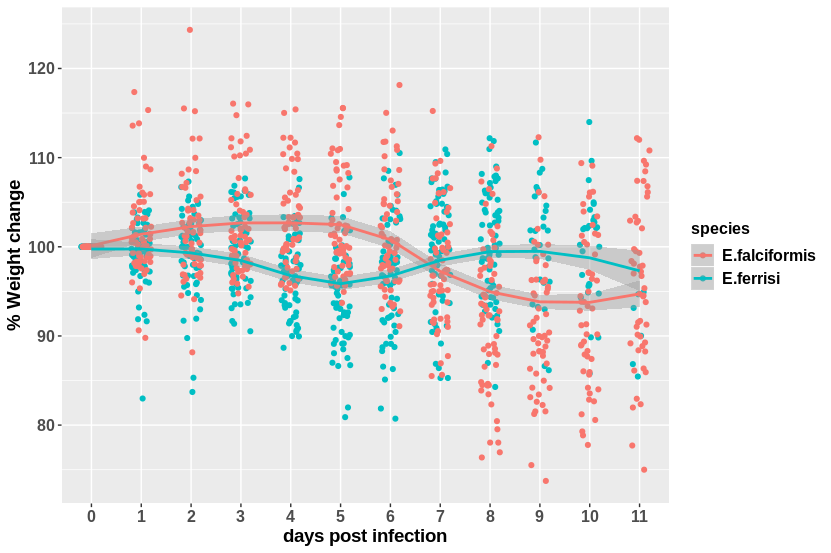 120
110
100
90
80
% Weight change
0 1 2 3 4 5 6 7 8 9 10 11
days post infection
species
E.falciformis
E.ferrisi